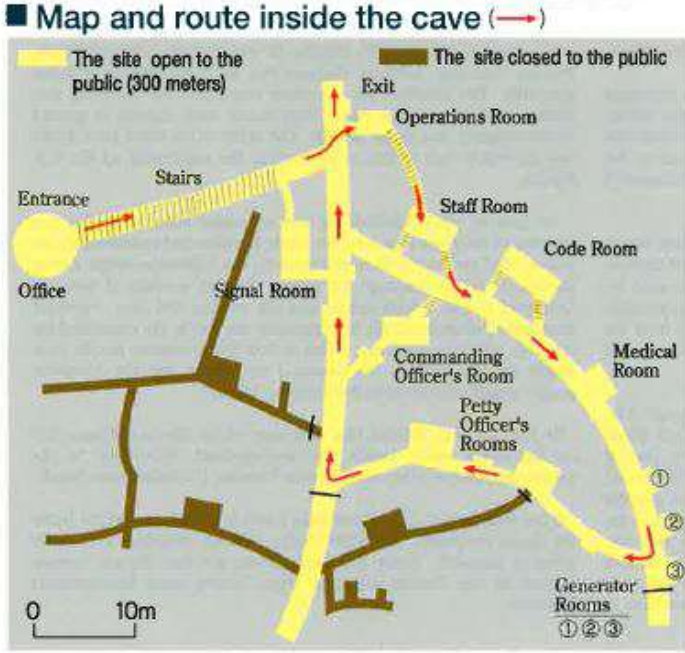 ■ Map and route inside the cave (→)
The site open to the
public (300 meters)
The site closed to the public
Exit
Operations Room
Stairs
Entrance
Staff Room
Code Room
Office
Signal Room
Commanding
Officer's Room
Medical
Room
Petty
Officer's
Rooms
①
②
③
Generator
Rooms
①②③
0 10m